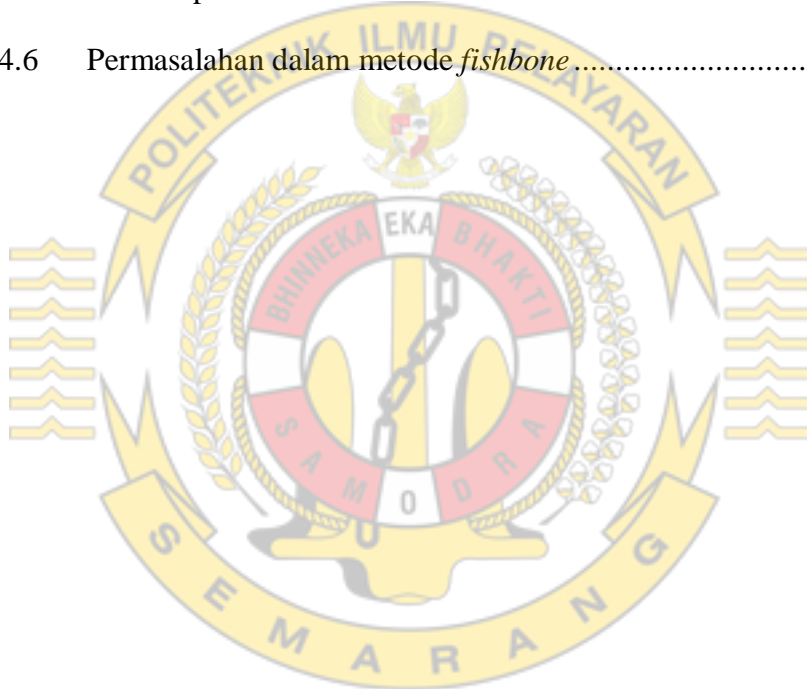 4.6 Permasalahan dalam metode fishbone ............................
POLITEKNIK ILMU PELAYARAN
BHINNEKA EKA BHAKTI
SAMODRA
SEMARANG